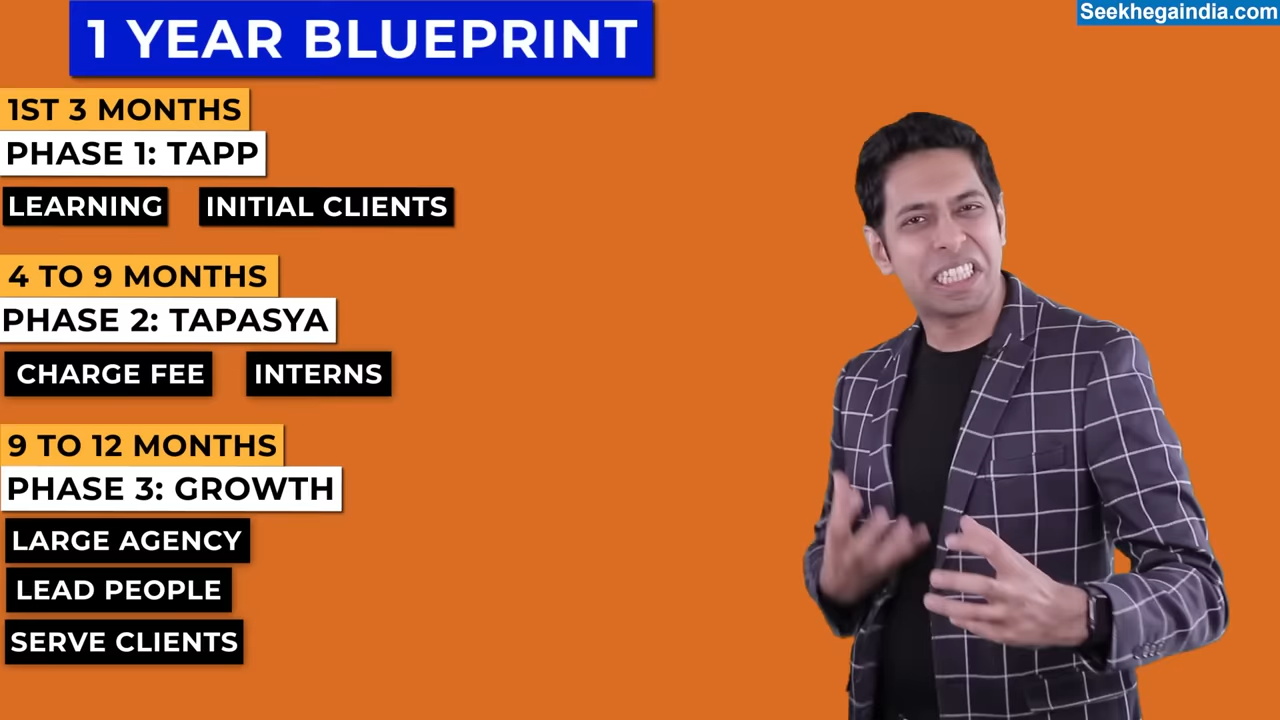 Seekhegaindia.com
1 YEAR BLUEPRINT
1ST 3 MONTHS
PHASE 1: TAPP
LEARNING INITIAL CLIENTS
4 TO 9 MONTHS
PHASE 2: TAPASYA
CHARGE FEE INTERNS
9 TO 12 MONTHS
PHASE 3: GROWTH
LARGE AGENCY
LEAD PEOPLE
SERVE CLIENTS